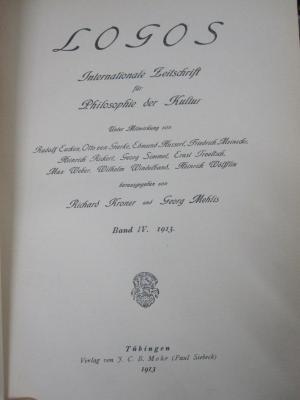 LOGOS
Internationale Zeitschrift
für
Philosophie der Kultur
Unter Mitwirkung von
Rudolf Eucken, Otto von Gierke, Edmund Husserl, Friedrich Meinecke,
Heinrich Rickert, Georg Simmel, Ernst Troeltsch,
Max Weber, Wilhelm Windelband, Heinrich Wölfflin
herausgegeben von
Richard Kroner und Georg Mehlis
Band IV. 1913.
Tübingen
Verlag von J. C. B. Mohr (Paul Siebeck)
1913